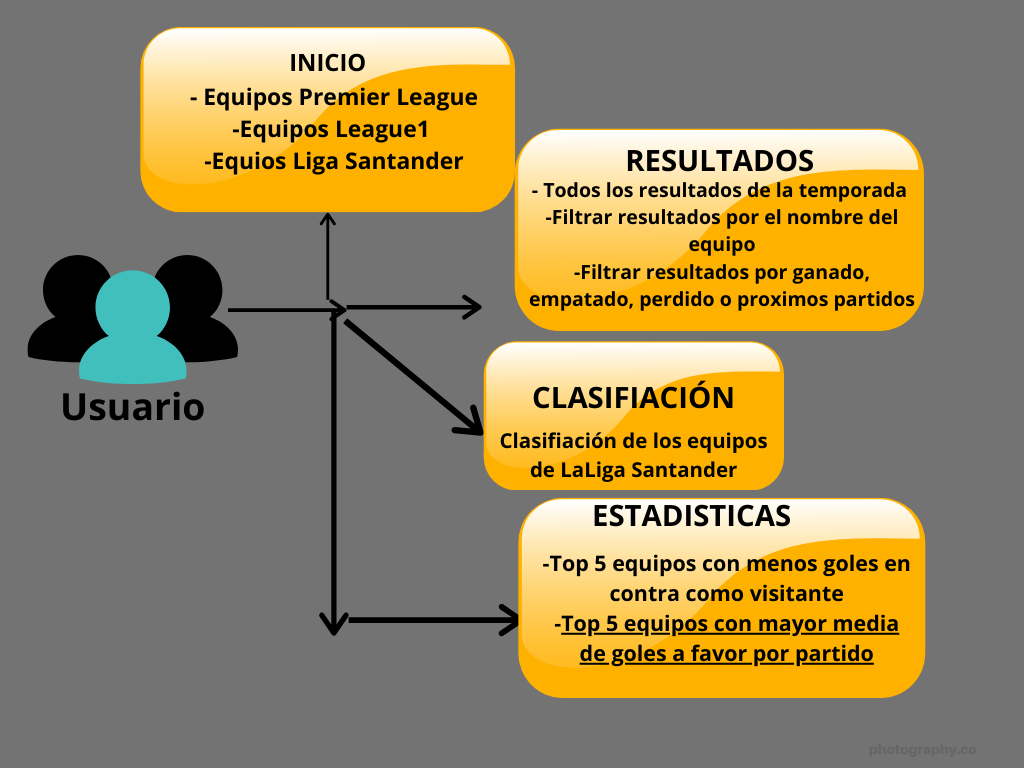 INICIO
- Equipos Premier League
-Equipos League1
-Equios Liga Santander
RESULTADOS
- Todos los resultados de la temporada
-Filtrar resultados por el nombre del
equipo
-Filtrar resultados por ganado,
empatado, perdido o proximos partidos
Usuario
CLASIFIACIÓN
Clasifiación de los equipos
de LaLiga Santander
ESTADISTICAS
-Top 5 equipos con menos goles en
contra como visitante
-Top 5 equipos con mayor media
de goles a favor por partido
photography.co